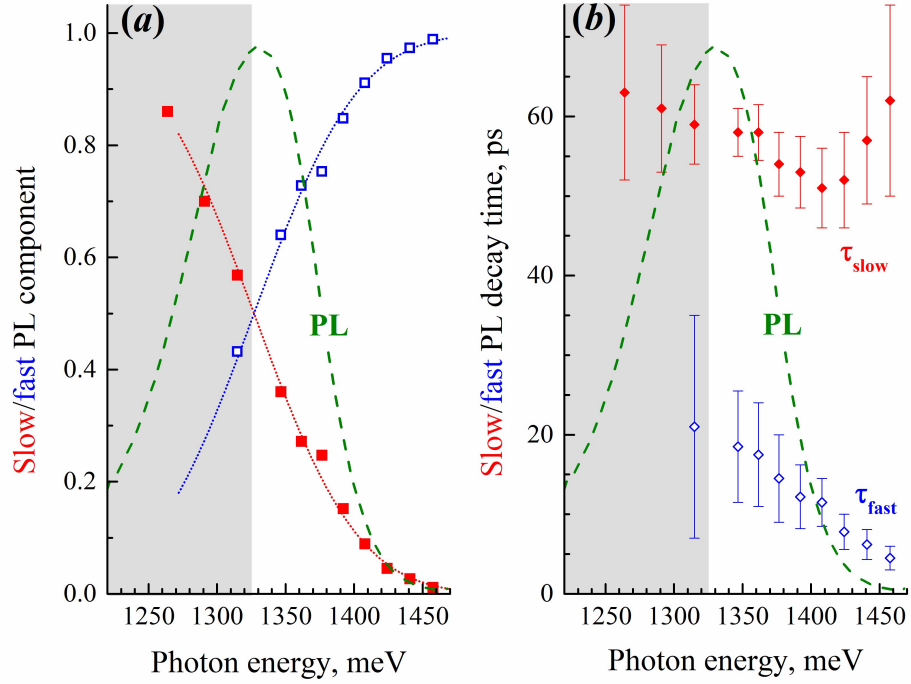 (a)
Slow/fast PL component
1.0
0.8
0.6
0.4
0.2
0.0
PL
1250 1300 1350 1400 1450
Photon energy, meV
(b)
Slow/fast PL decay time, ps
60
40
20
0
τslow
PL
τfast
1250 1300 1350 1400 1450
Photon energy, meV